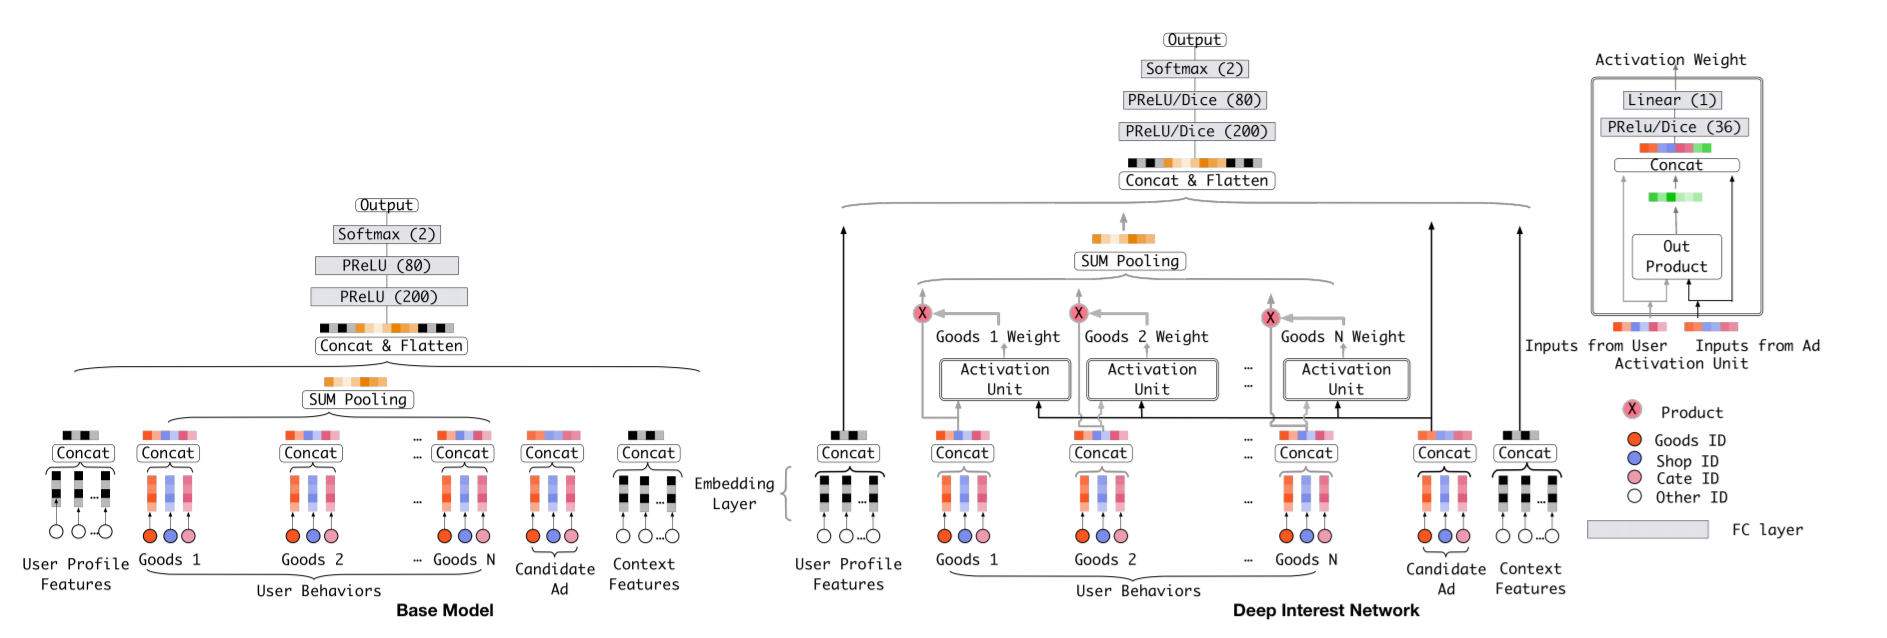 Output
Softmax (2)
PReLU (80)
PReLU (200)
Concat & Flatten
SUM Pooling
Concat
Concat
Concat
...
...
Concat
Concat
Concat
...
...
...
...
...
User Profile
Features
Goods 1
Goods 2
...
Goods N
User Behaviors
Candidate
Ad
Context
Features
Base Model
Embedding
Layer
Output
Softmax (2)
PReLU/Dice (80)
PReLU/Dice (200)
Concat & Flatten
SUM Pooling
X
X
X
Goods 1 Weight
Goods 2 Weight
Goods N Weight
Activation
Unit
Activation
Unit
...
...
Activation
Unit
Concat
Concat
Concat
...
...
Concat
Concat
Concat
...
...
...
...
...
User Profile
Features
Goods 1
Goods 2
...
Goods N
User Behaviors
Candidate
Ad
Context
Features
Deep Interest Network
Activation Weight
Linear (1)
PRelu/Dice (36)
Concat
Out
Product
Inputs from User
Inputs from Ad
Activation Unit
X
Product
Goods ID
Shop ID
Cate ID
Other ID
FC layer